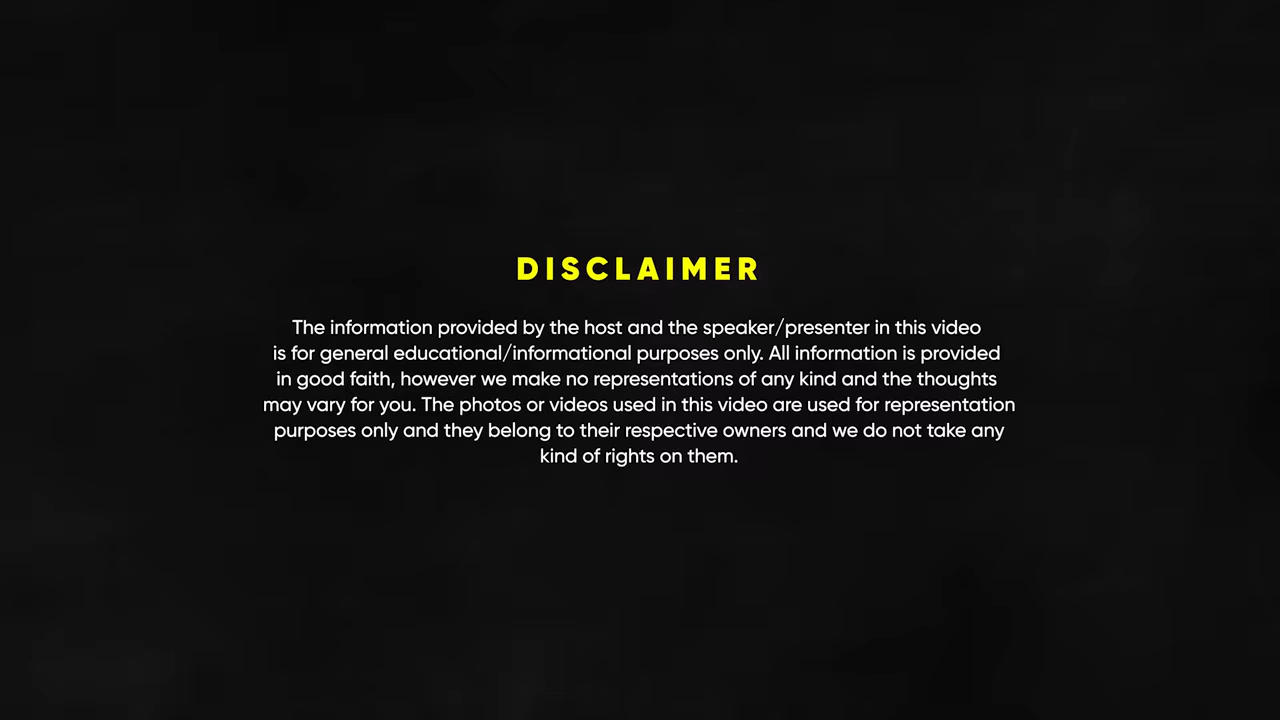 DISCLAIMER
The information provided by the host and the speaker/presenter in this video
is for general educational/informational purposes only. All information is provided
in good faith, however we make no representations of any kind and the thoughts
may vary for you. The photos or videos used in this video are used for representation
purposes only and they belong to their respective owners and we do not take any
kind of rights on them.